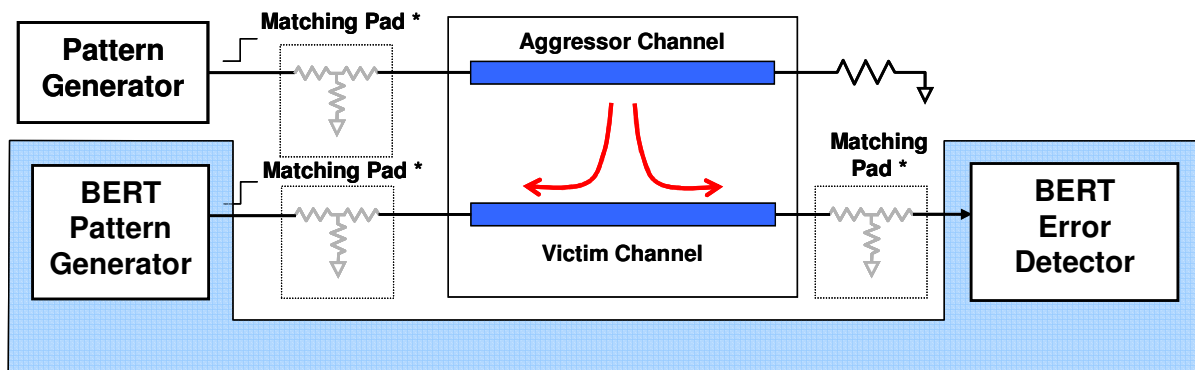 Matching Pad *
Pattern
Generator
Aggressor Channel
Matching Pad *
BERT
Pattern
Generator
Victim Channel
Matching
Pad *
BERT
Error
Detector